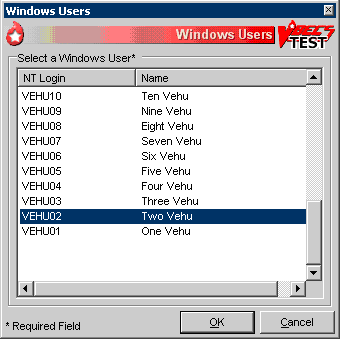 Windows Users
Windows Users
VBECS
TEST
Select a Windows User*
NT Login Name
VEHU10 Ten Vehu
VEHU09 Nine Vehu
VEHU08 Eight Vehu
VEHU07 Seven Vehu
VEHU06 Six Vehu
VEHU05 Five Vehu
VEHU04 Four Vehu
VEHU03 Three Vehu
VEHU02 Two Vehu
VEHU01 One Vehu
* Required Field
OK
Cancel